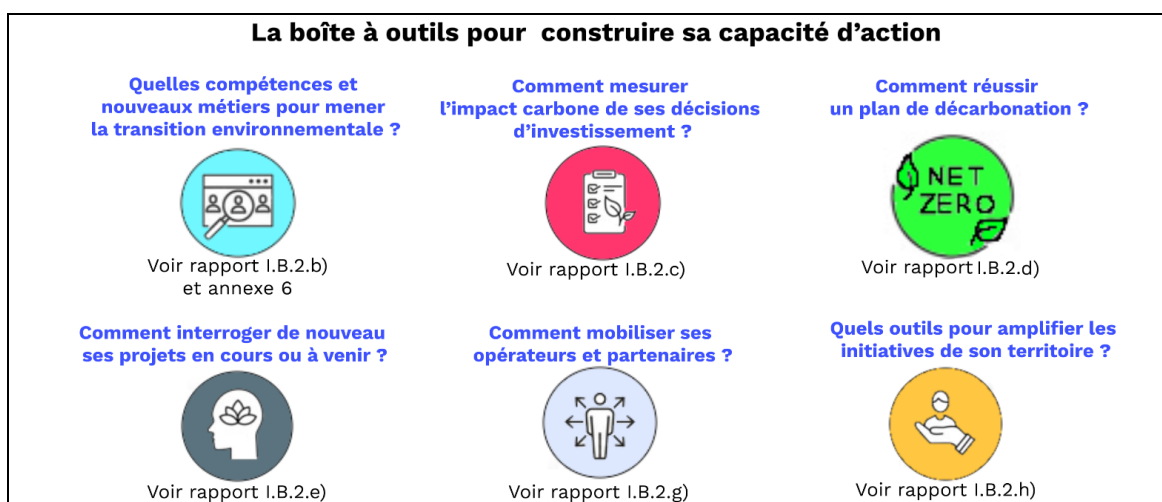 La boîte à outils pour construire sa capacité d'action
Quelles compétences et
nouveaux métiers pour mener
la transition environnementale ?
Voir rapport I.B.2.b)
et annexe 6
Comment mesurer
l'impact carbone de ses décisions
d'investissement ?
Voir rapport I.B.2.c)
Comment réussir
un plan de décarbonation ?
NET
ZERO
Voir rapport I.B.2.d)
Comment interroger de nouveau
ses projets en cours ou à venir ?
Voir rapport I.B.2.e)
Comment mobiliser ses
opérateurs et partenaires ?
Voir rapport I.B.2.g)
Quels outils pour amplifier les
initiatives de son territoire ?
Voir rapport I.B.2.h)